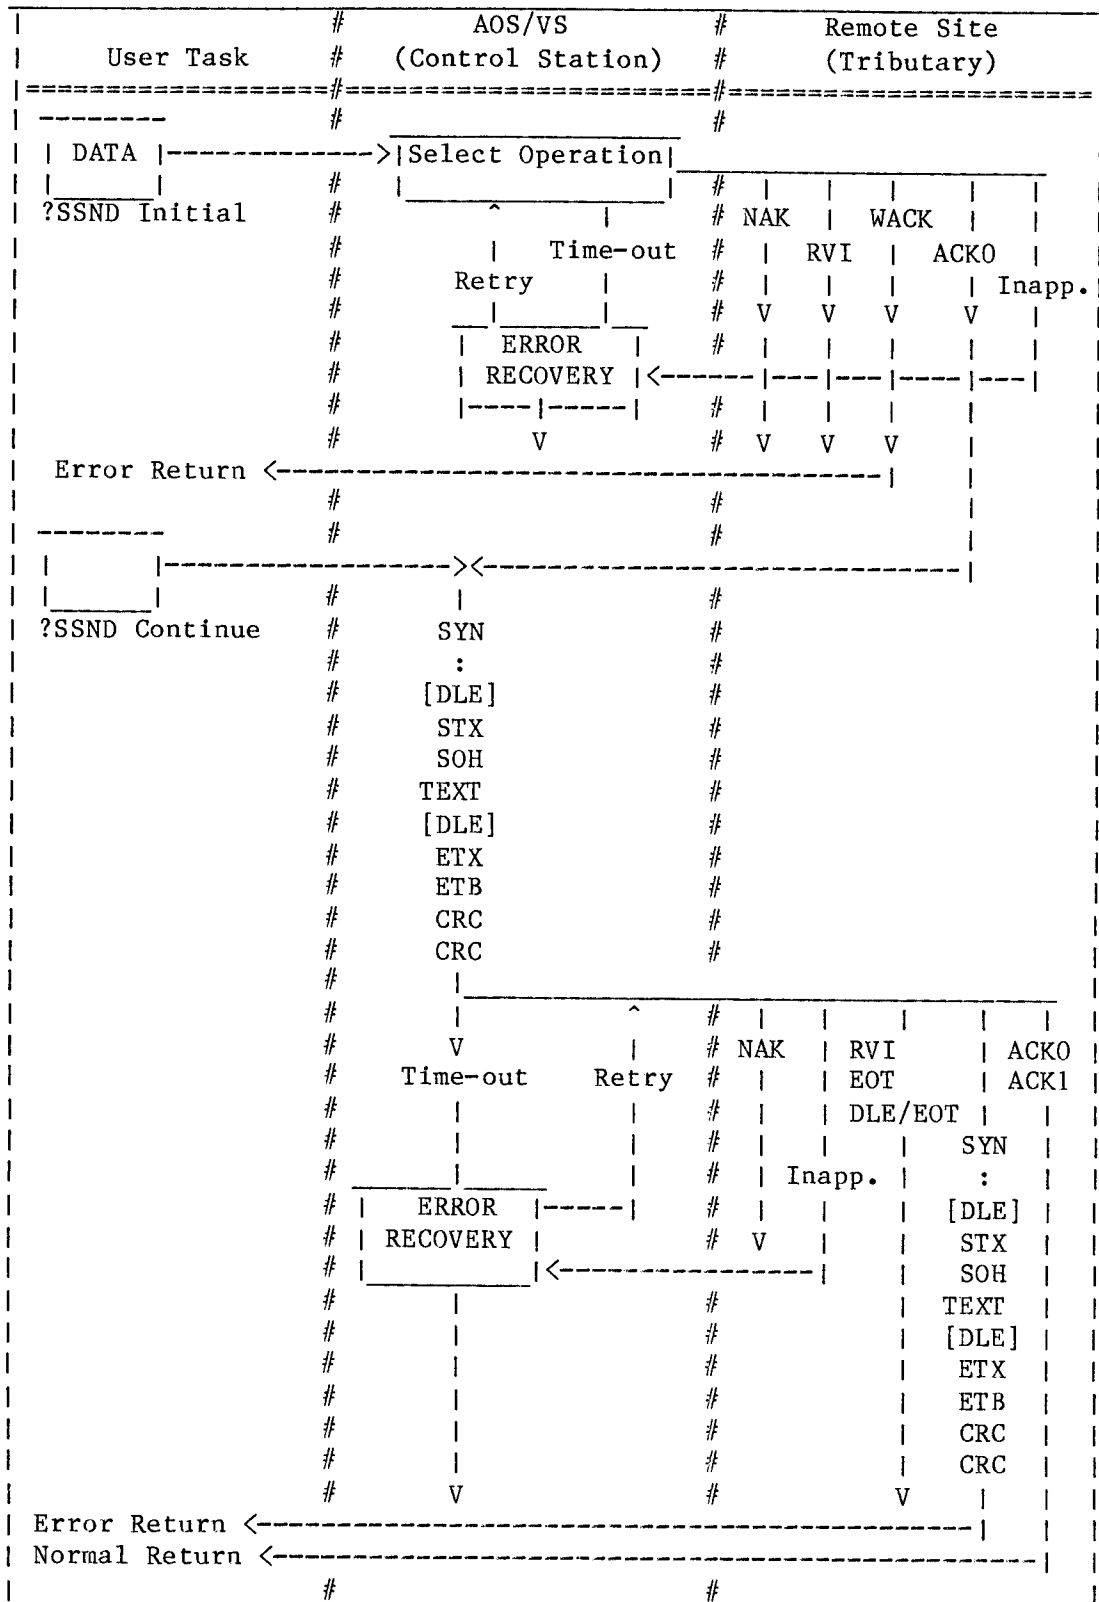 AOS/VS Remote Site
User Task (Control Station) (Tributary)
DATA Select Operation
?SSND Initial NAK WACK
Time-out RVI ACK0
Retry Inapp.
V V V V
ERROR
RECOVERY
V V V V
Error Return
?SSND Continue SYN
:
[DLE]
STX
SOH
TEXT
[DLE]
ETX
ETB
CRC
CRC
V NAK RVI ACK0
Time-out Retry EOT ACK1
DLE/EOT
SYN
Inapp. :
ERROR [DLE]
RECOVERY V STX
SOH
TEXT
[DLE]
ETX
ETB
CRC
CRC
V V
Error Return
Normal Return